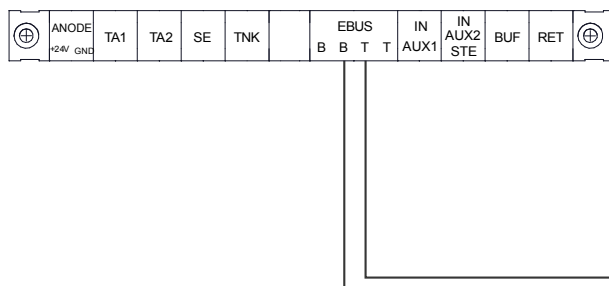 ANODE
+24V GND
TA1
TA2
SE
TNK
EBUS
B B T T
IN
AUX1
IN
AUX2
STE
BUF
RET